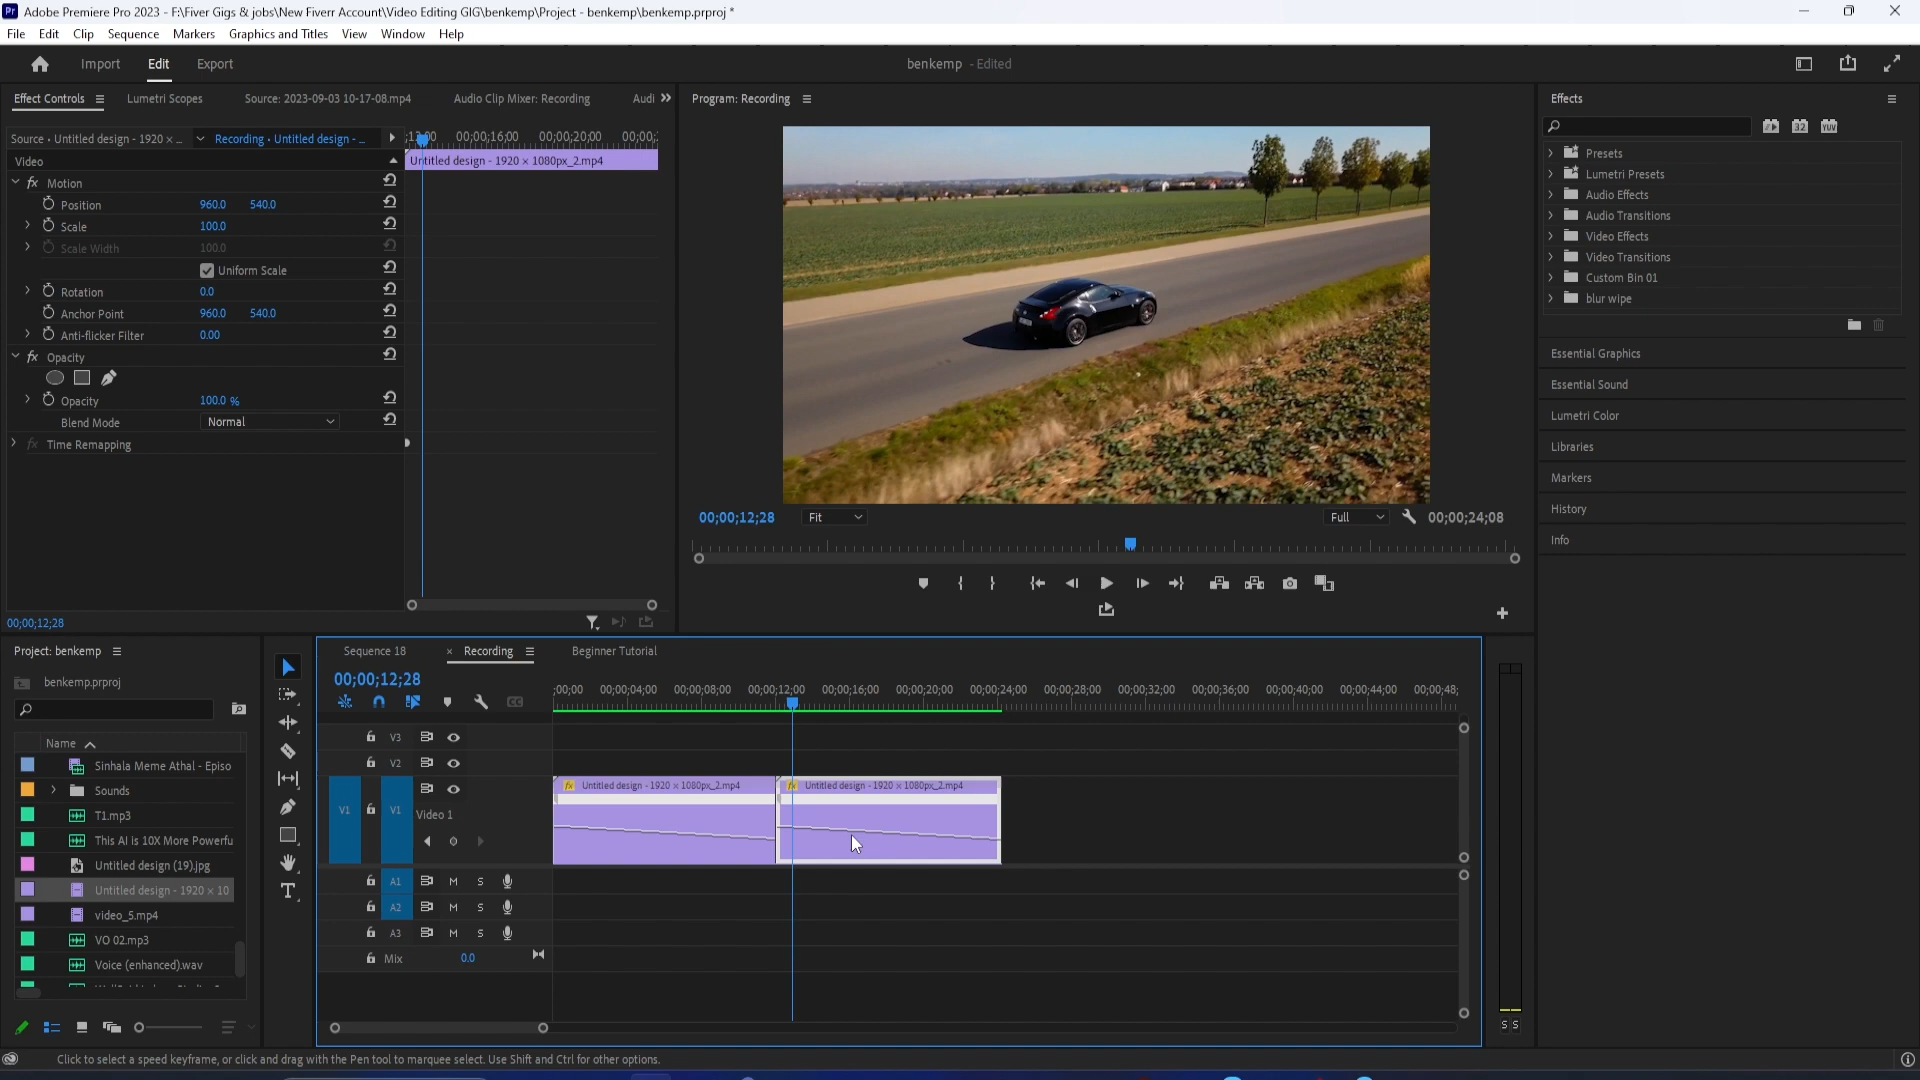 Adobe Premiere Pro 2023 - F:\Fiver Gigs & jobs\New Fiverr Account\Video Editing GIG\benkemp\Project - benkemp\benkemp.prproj *
File Edit Clip Sequence Markers Graphics and Titles View Window Help
Import Edit Export
benkemp - Edited
Effect Controls
Lumetri Scopes
Source: 2023-09-03 10-17-08.mp4
Audio Clip Mixer: Recording
Audi
Source • Untitled design - 1920 × ...
Recording • Untitled design - ...
00;00;16;00 00;00;20;00 00;00;
Video
Untitled design - 1920 × 1080px_2.mp4
fx Motion
Position 960.0 540.0
Scale 100.0
Scale Width 100.0
Uniform Scale
Rotation 0.0
Anchor Point 960.0 540.0
Anti-flicker Filter 0.00
fx Opacity
Opacity 100.0 %
Blend Mode Normal
fx Time Remapping
00;00;12;28
Program: Recording
00;00;12;28
Fit
Full
00;00;24;08
Effects
32 YUV
Presets
Lumetri Presets
Audio Effects
Audio Transitions
Video Effects
Video Transitions
Custom Bin 01
blur wipe
Essential Graphics
Essential Sound
Lumetri Color
Libraries
Markers
History
Info
Project: benkemp
benkemp.prproj
Name
Sinhala Meme Athal - Episo
Sounds
T1.mp3
This AI is 10X More Powerfu
Untitled design (19).jpg
Untitled design - 1920 × 10
video_5.mp4
VO 02.mp3
Voice (enhanced).wav
Sequence 18
× Recording
Beginner Tutorial
00;00;12;28
;00;00 00;00;04;00 00;00;08;00 00;00;12;00 00;00;16;00 00;00;20;00 00;00;24;00 00;00;28;00 00;00;32;00 00;00;36;00 00;00;40;00 00;00;44;00 00;00;48;
V3
V2
V1 V1
Video 1
fx Untitled design - 1920 × 1080px_2.mp4
fx Untitled design - 1920 × 1080px_2.mp4
A1 M S
A2 M S
A3 M S
Mix 0.0
S S
Click to select a speed keyframe, or click and drag with the Pen tool to marquee select. Use Shift and Ctrl for other options.